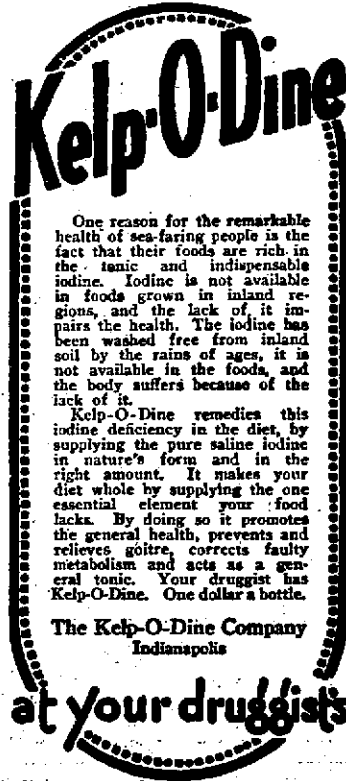 Kelp-O-Dine
One reason for the remarkable
health of sea-faring people is the
fact that their foods are rich in
the tonic and indispensable
iodine. Iodine is not available
in foods grown in inland re-
gions, and the lack of it im-
pairs the health. The iodine has
been washed free from inland
soil by the rains of ages, it is
not available in the foods, and
the body suffers because of the
lack of it.
Kelp-O-Dine remedies this
iodine deficiency in the diet, by
supplying the pure saline iodine
in nature's form and in the
right amount. It makes your
diet whole by supplying the one
essential element your food
lacks. By doing so it promotes
the general health, prevents and
relieves goitre, corrects faulty
metabolism and acts as a gen-
eral tonic. Your druggist has
Kelp-O-Dine. One dollar a bottle.
The Kelp-O-Dine Company
Indianapolis
at your druggists